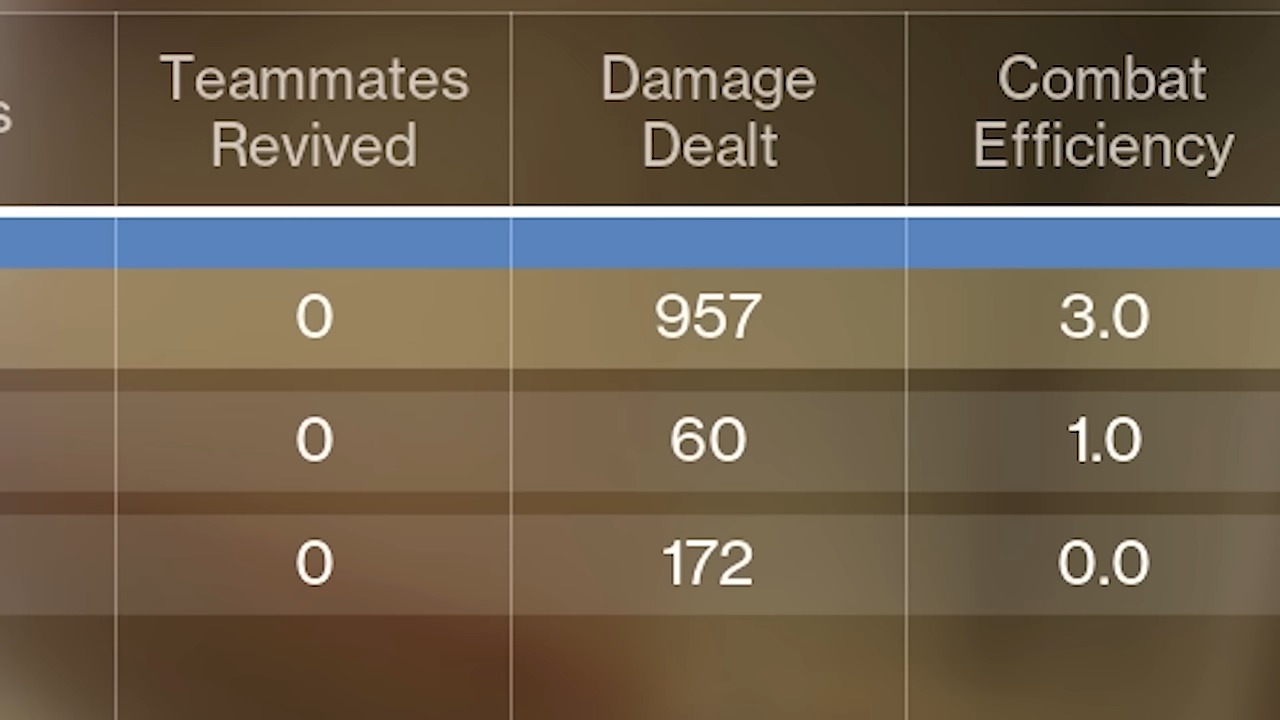 s
Teammates
Revived
Damage
Dealt
Combat
Efficiency
0 957 3.0
0 60 1.0
0 172 0.0